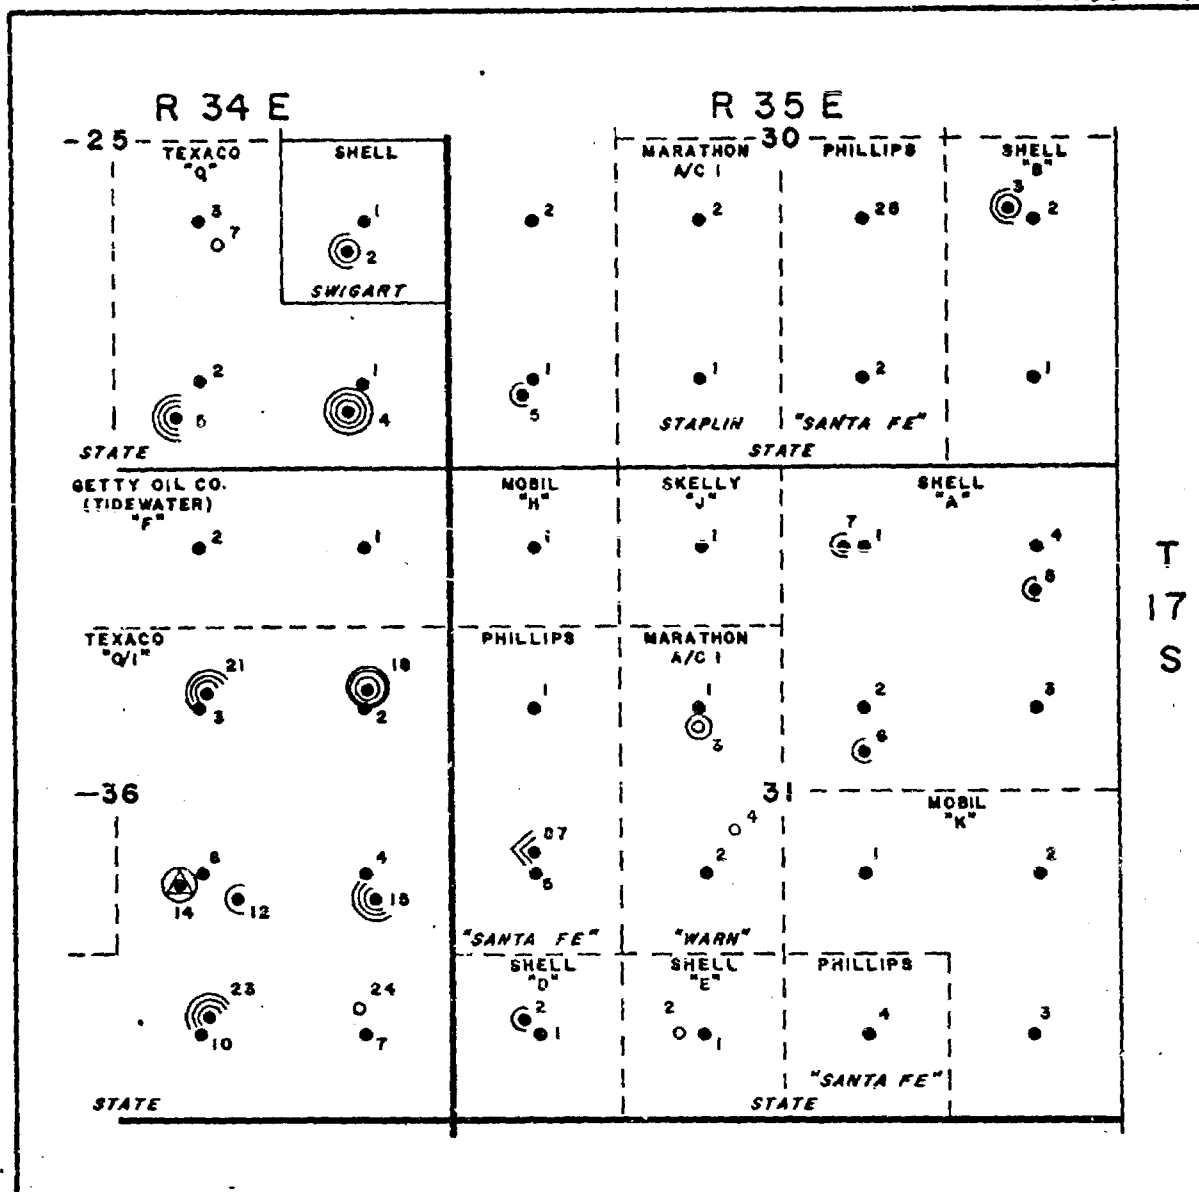 R 34 E
R 35 E
-25
TEXACO
"Q"
SHELL
MARATHON
A/C 1
30
PHILLIPS
SHELL
"B"
3
7
1
2
2
2
28
3
2
SWIGART
2
5
1
4
1
5
1
2
1
STATE
STAPLIN
"SANTA FE"
STATE
GETTY OIL CO.
(TIDEWATER)
"F"
MOBIL
"H"
SKELLY
"J"
SHELL
"A"
2
1
1
1
7
1
4
8
T
17
S
TEXACO
"Q/1"
PHILLIPS
MARATHON
A/C 1
21
3
18
2
1
1
3
2
6
3
-36
31
MOBIL
"K"
4
14
12
4
15
5
2
1
2
"SANTA FE"
"WARN"
SHELL
"D"
SHELL
"E"
PHILLIPS
23
10
24
7
2
1
2
1
4
3
"SANTA FE"
STATE
STATE